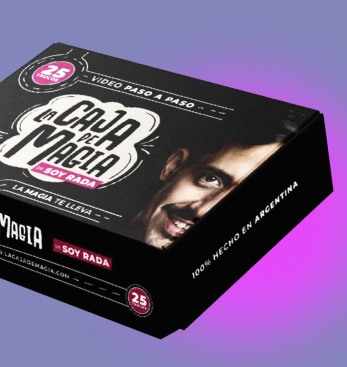 25
TRUCOS
VIDEO PASO A PASO
LA CAJA
DE
MAGIA
DE SOY RADA
LA MAGIA TE LLEVA
MAGIA
DE SOY RADA
LACAJADEMAGIA.COM
25
TRUCOS
100% HECHO EN ARGENTINA